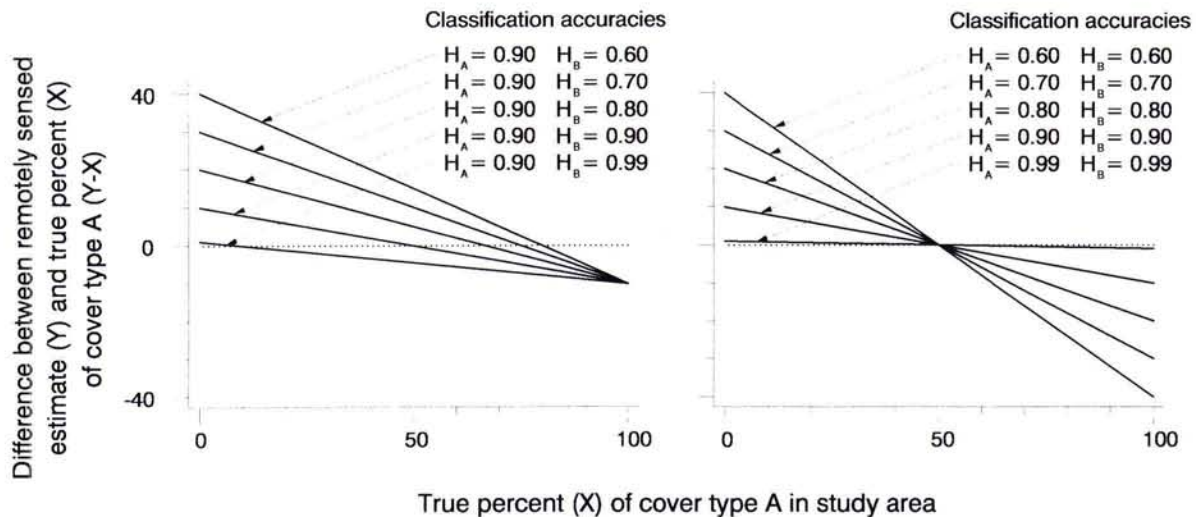 Classification accuracies
H_A = 0.90 H_B = 0.60
H_A = 0.90 H_B = 0.70
H_A = 0.90 H_B = 0.80
H_A = 0.90 H_B = 0.90
H_A = 0.90 H_B = 0.99
Classification accuracies
H_A = 0.60 H_B = 0.60
H_A = 0.70 H_B = 0.70
H_A = 0.80 H_B = 0.80
H_A = 0.90 H_B = 0.90
H_A = 0.99 H_B = 0.99
Difference between remotely sensed
estimate (Y) and true percent (X)
of cover type A (Y-X)
40
0
-40
0 50 100
0 50 100
True percent (X) of cover type A in study area